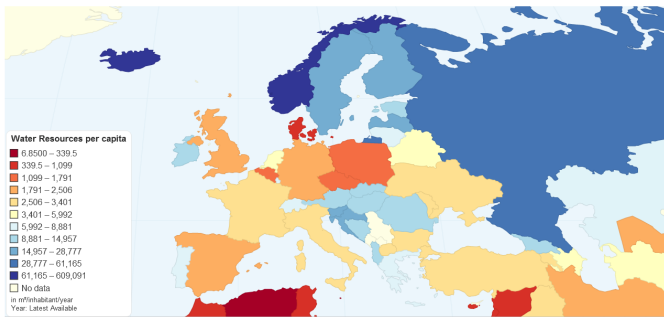 Water Resources per capita
6.8500 – 339.5
339.5 – 1,099
1,099 – 1,791
1,791 – 2,506
2,506 – 3,401
3,401 – 5,992
5,992 – 8,881
8,881 – 14,957
14,957 – 28,777
28,777 – 61,165
61,165 – 609,091
No data
in m³/inhabitant/year
Year: Latest Available